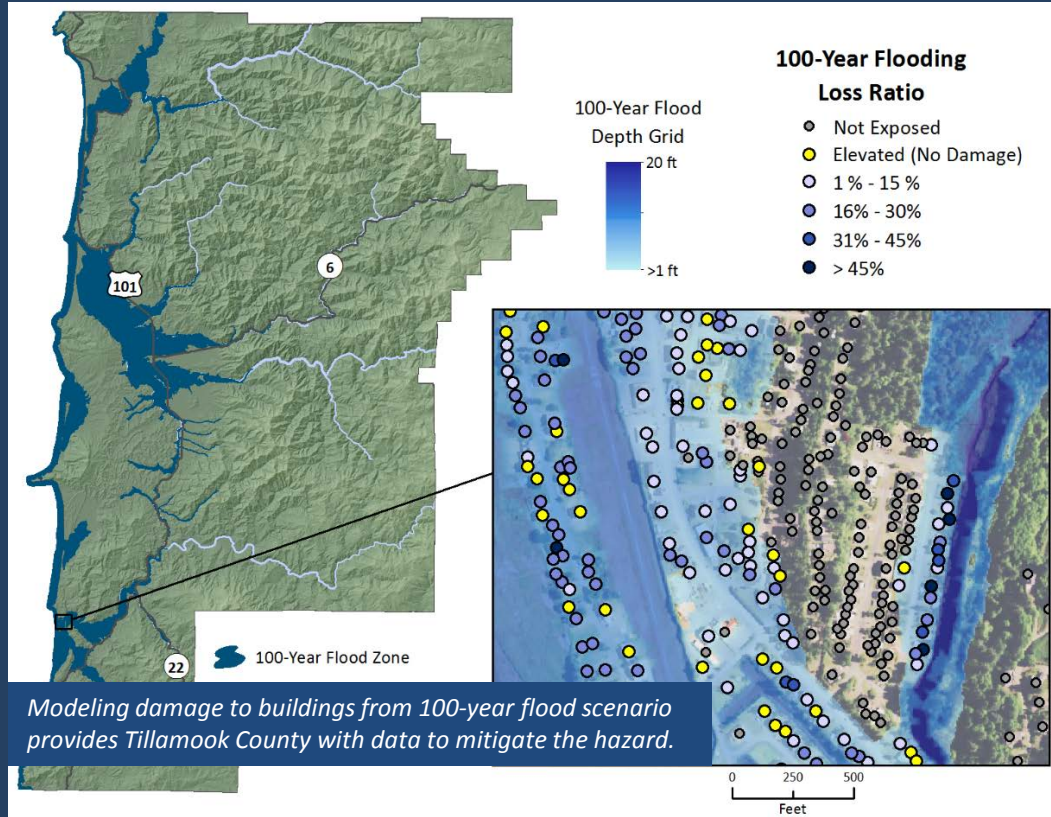 100-Year Flooding
Loss Ratio
Not Exposed
Elevated (No Damage)
1 % - 15 %
16% - 30%
31% - 45%
> 45%
100-Year Flood
Depth Grid
20 ft
>1 ft
6
101
22
100-Year Flood Zone
Modeling damage to buildings from 100-year flood scenario
provides Tillamook County with data to mitigate the hazard.
0 250 500
Feet